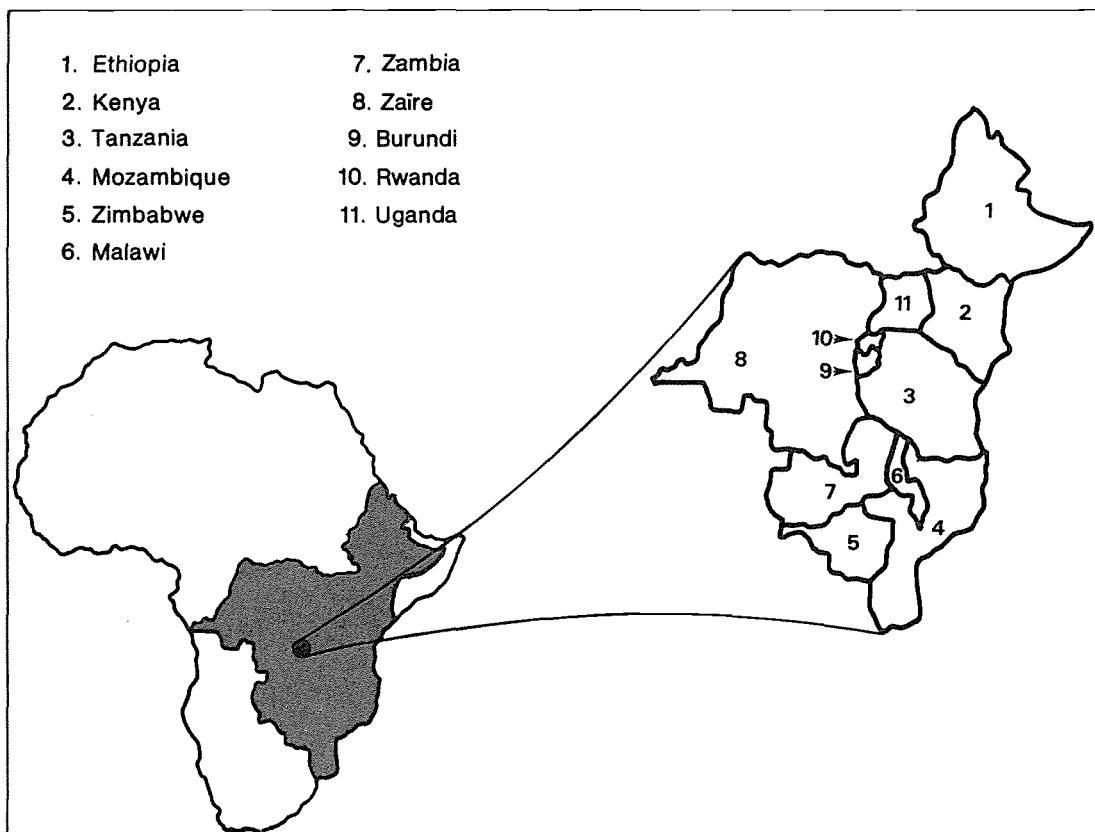 1. Ethiopia
2. Kenya
3. Tanzania
4. Mozambique
5. Zimbabwe
6. Malawi
7. Zambia
8. Zaïre
9. Burundi
10. Rwanda
11. Uganda
1
11
2
10
8
9
3
6
7
4
5